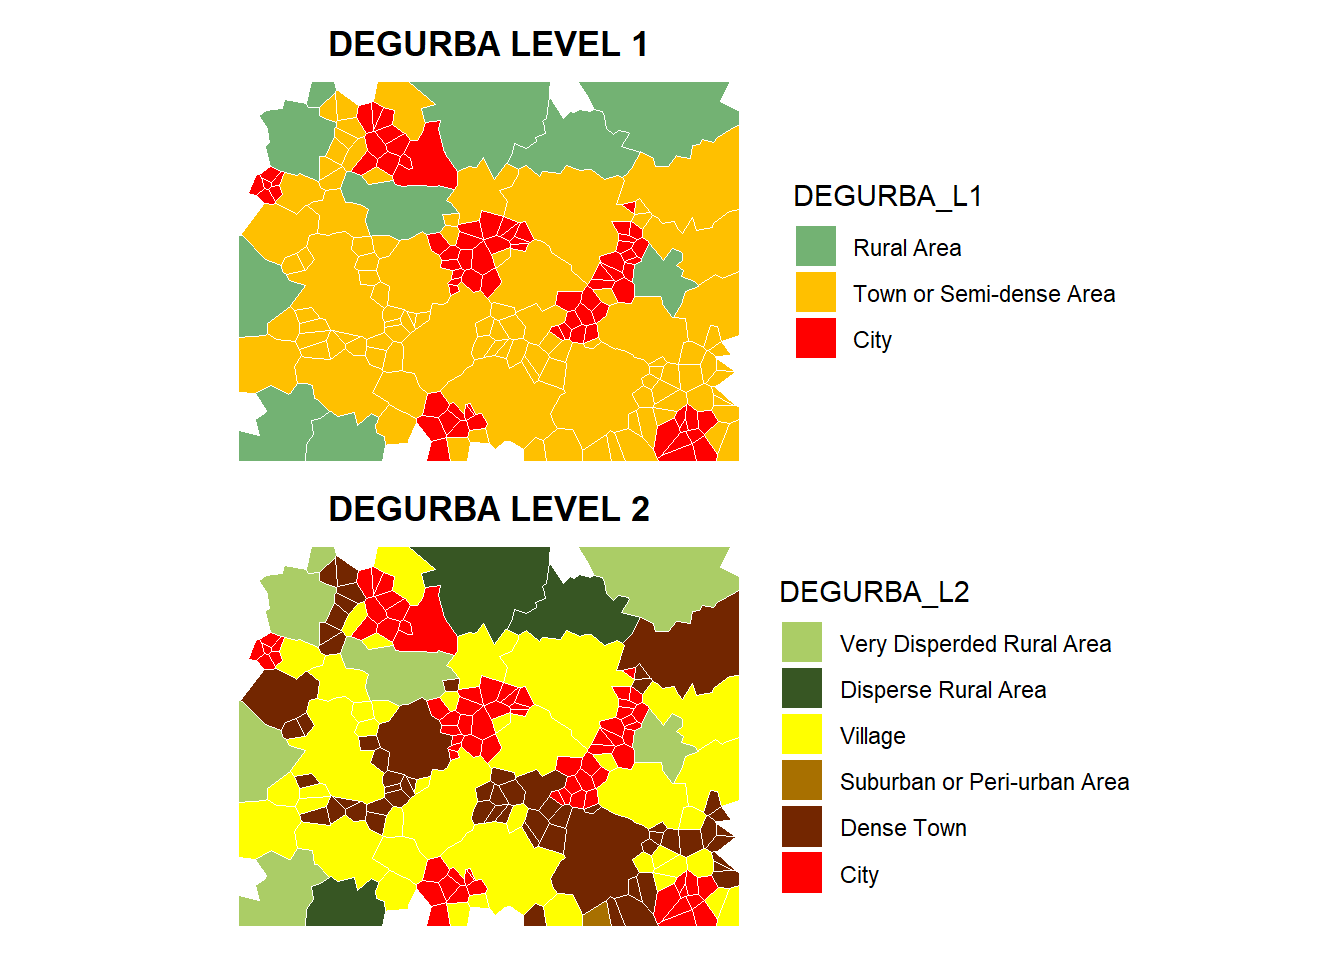 DEGURBA LEVEL 1
DEGURBA_L1
Rural Area
Town or Semi-dense Area
City
DEGURBA LEVEL 2
DEGURBA_L2
Very Disperded Rural Area
Disperse Rural Area
Village
Suburban or Peri-urban Area
Dense Town
City